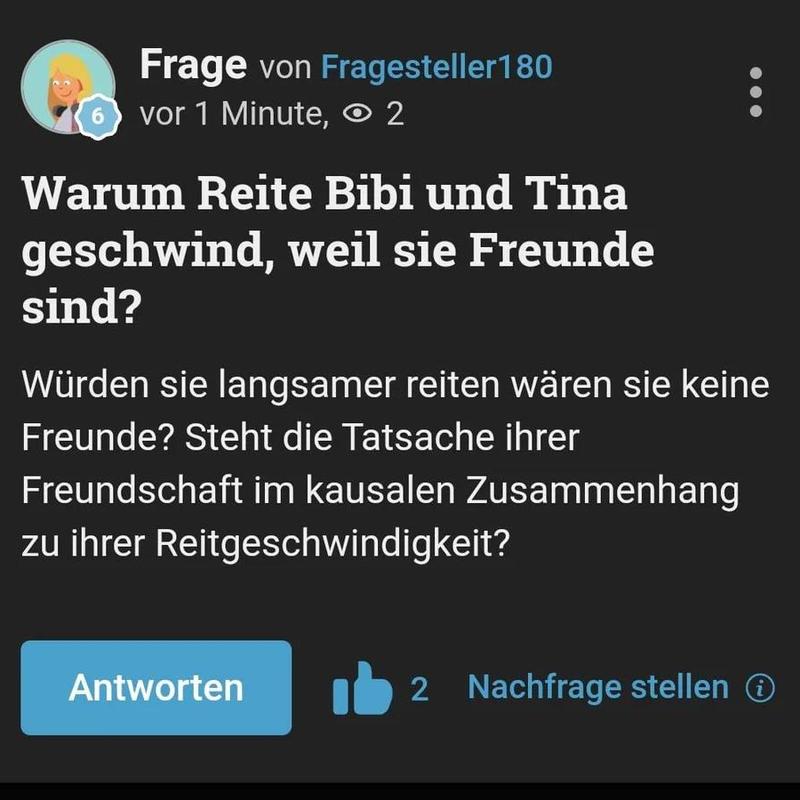 Frage von Fragesteller180
vor 1 Minute, 2
6
Warum Reite Bibi und Tina
geschwind, weil sie Freunde
sind?
Würden sie langsamer reiten wären sie keine
Freunde? Steht die Tatsache ihrer
Freundschaft im kausalen Zusammenhang
zu ihrer Reitgeschwindigkeit?
Antworten 2 Nachfrage stellen i